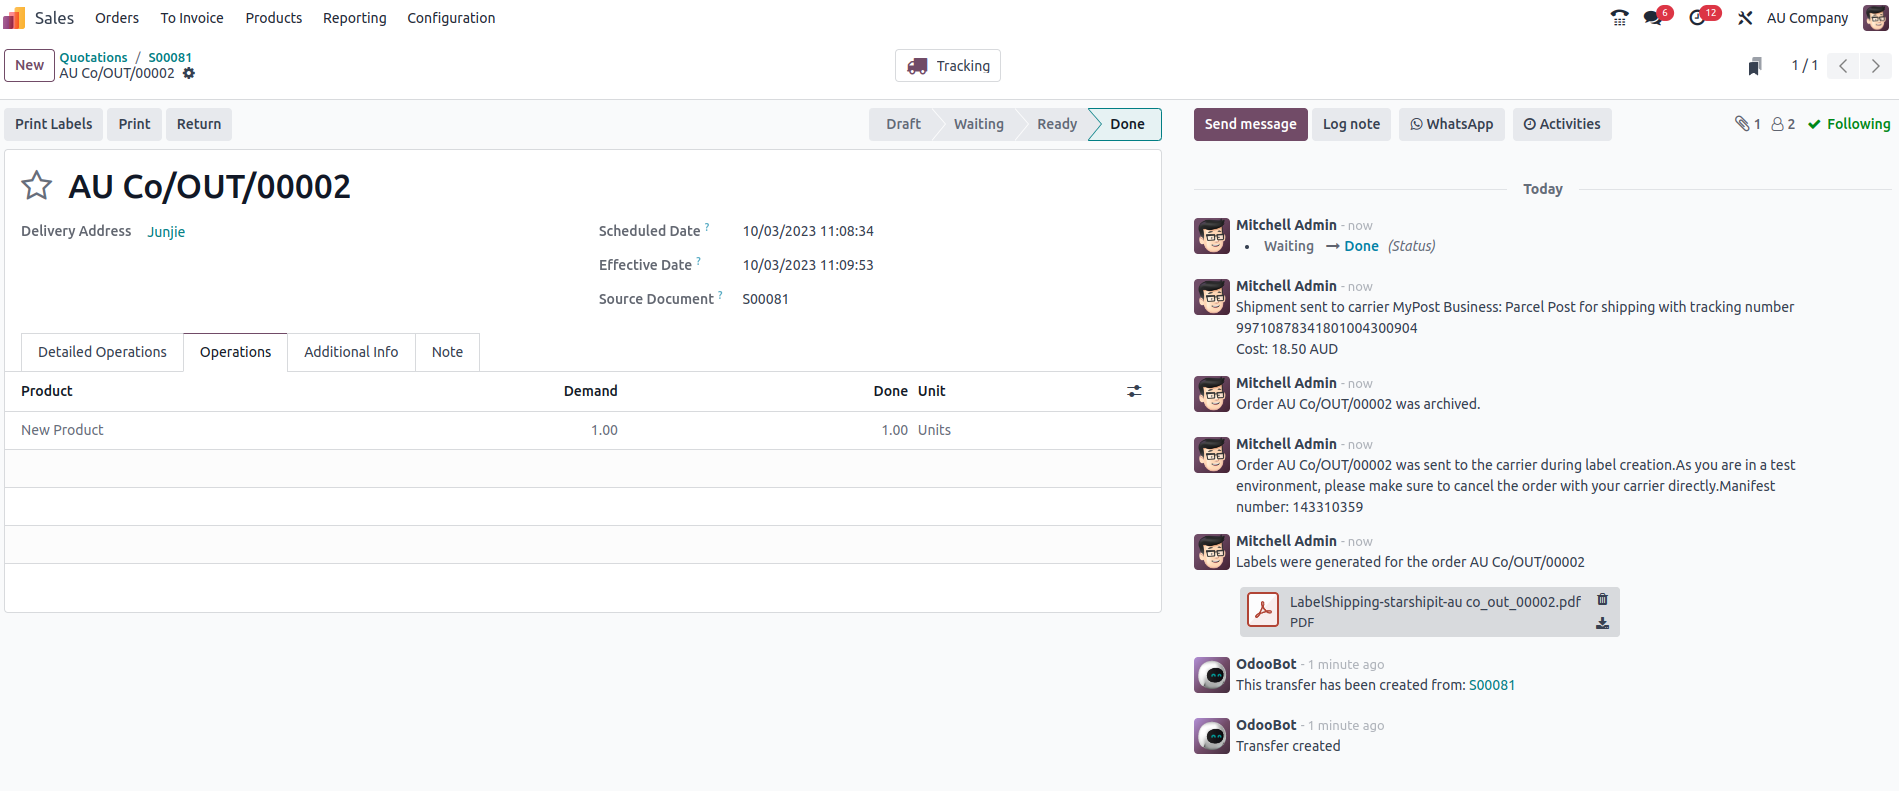 Sales Orders To Invoice Products Reporting Configuration
6 12 AU Company
New
Quotations / S00081
AU Co/OUT/00002
Tracking
1 / 1
Print Labels Print Return
Draft Waiting Ready Done
Send message Log note WhatsApp Activities
1 2 Following
AU Co/OUT/00002
Delivery Address Junjie
Scheduled Date ? 10/03/2023 11:08:34
Effective Date ? 10/03/2023 11:09:53
Source Document ? S00081
Detailed Operations Operations Additional Info Note
Product Demand Done Unit
New Product 1.00 1.00 Units
Today
Mitchell Admin - now
• Waiting → Done (Status)
Mitchell Admin - now
Shipment sent to carrier MyPost Business: Parcel Post for shipping with tracking number
99710878341801004300904
Cost: 18.50 AUD
Mitchell Admin - now
Order AU Co/OUT/00002 was archived.
Mitchell Admin - now
Order AU Co/OUT/00002 was sent to the carrier during label creation.As you are in a test
environment, please make sure to cancel the order with your carrier directly.Manifest
number: 143310359
Mitchell Admin - now
Labels were generated for the order AU Co/OUT/00002
LabelShipping-starshipit-au co_out_00002.pdf
PDF
OdooBot - 1 minute ago
This transfer has been created from: S00081
OdooBot - 1 minute ago
Transfer created